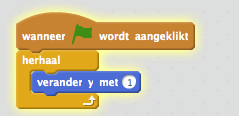 wanneer wordt aangeklikt
herhaal
verander y met 1